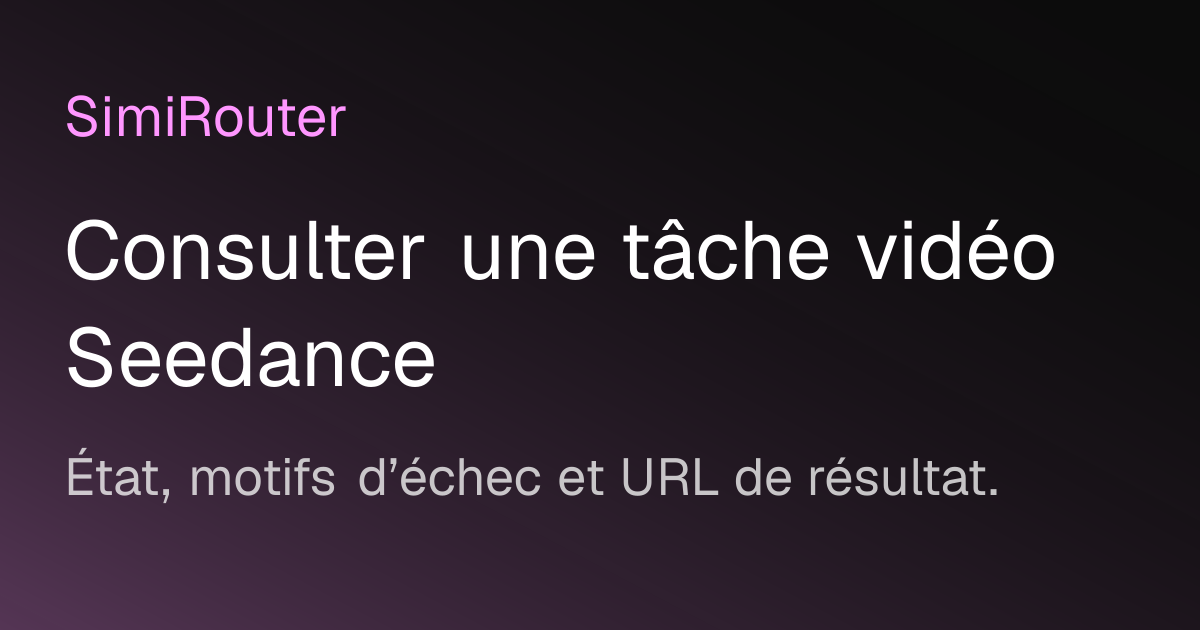 SimiRouter
Consulter une tâche vidéo
Seedance
État, motifs d’échec et URL de résultat.